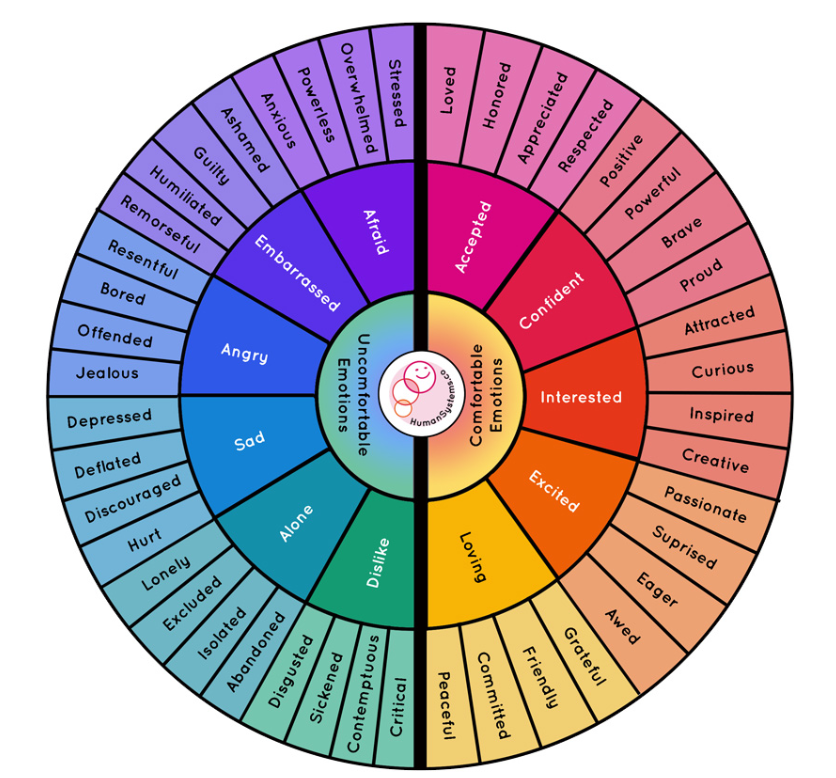 Uncomfortable
Emotions
Comfortable
Emotions
HumanSystems.co
Accepted
Loved
Honored
Appreciated
Respected
Confident
Positive
Powerful
Brave
Proud
Interested
Attracted
Curious
Inspired
Creative
Excited
Passionate
Suprised
Eager
Awed
Loving
Grateful
Friendly
Committed
Peaceful
Dislike
Critical
Contemptuous
Sickened
Disgusted
Alone
Abandoned
Isolated
Excluded
Lonely
Sad
Hurt
Discouraged
Deflated
Depressed
Angry
Jealous
Offended
Bored
Resentful
Embarrassed
Remorseful
Humiliated
Guilty
Ashamed
Afraid
Anxious
Powerless
Overwhelmed
Stressed